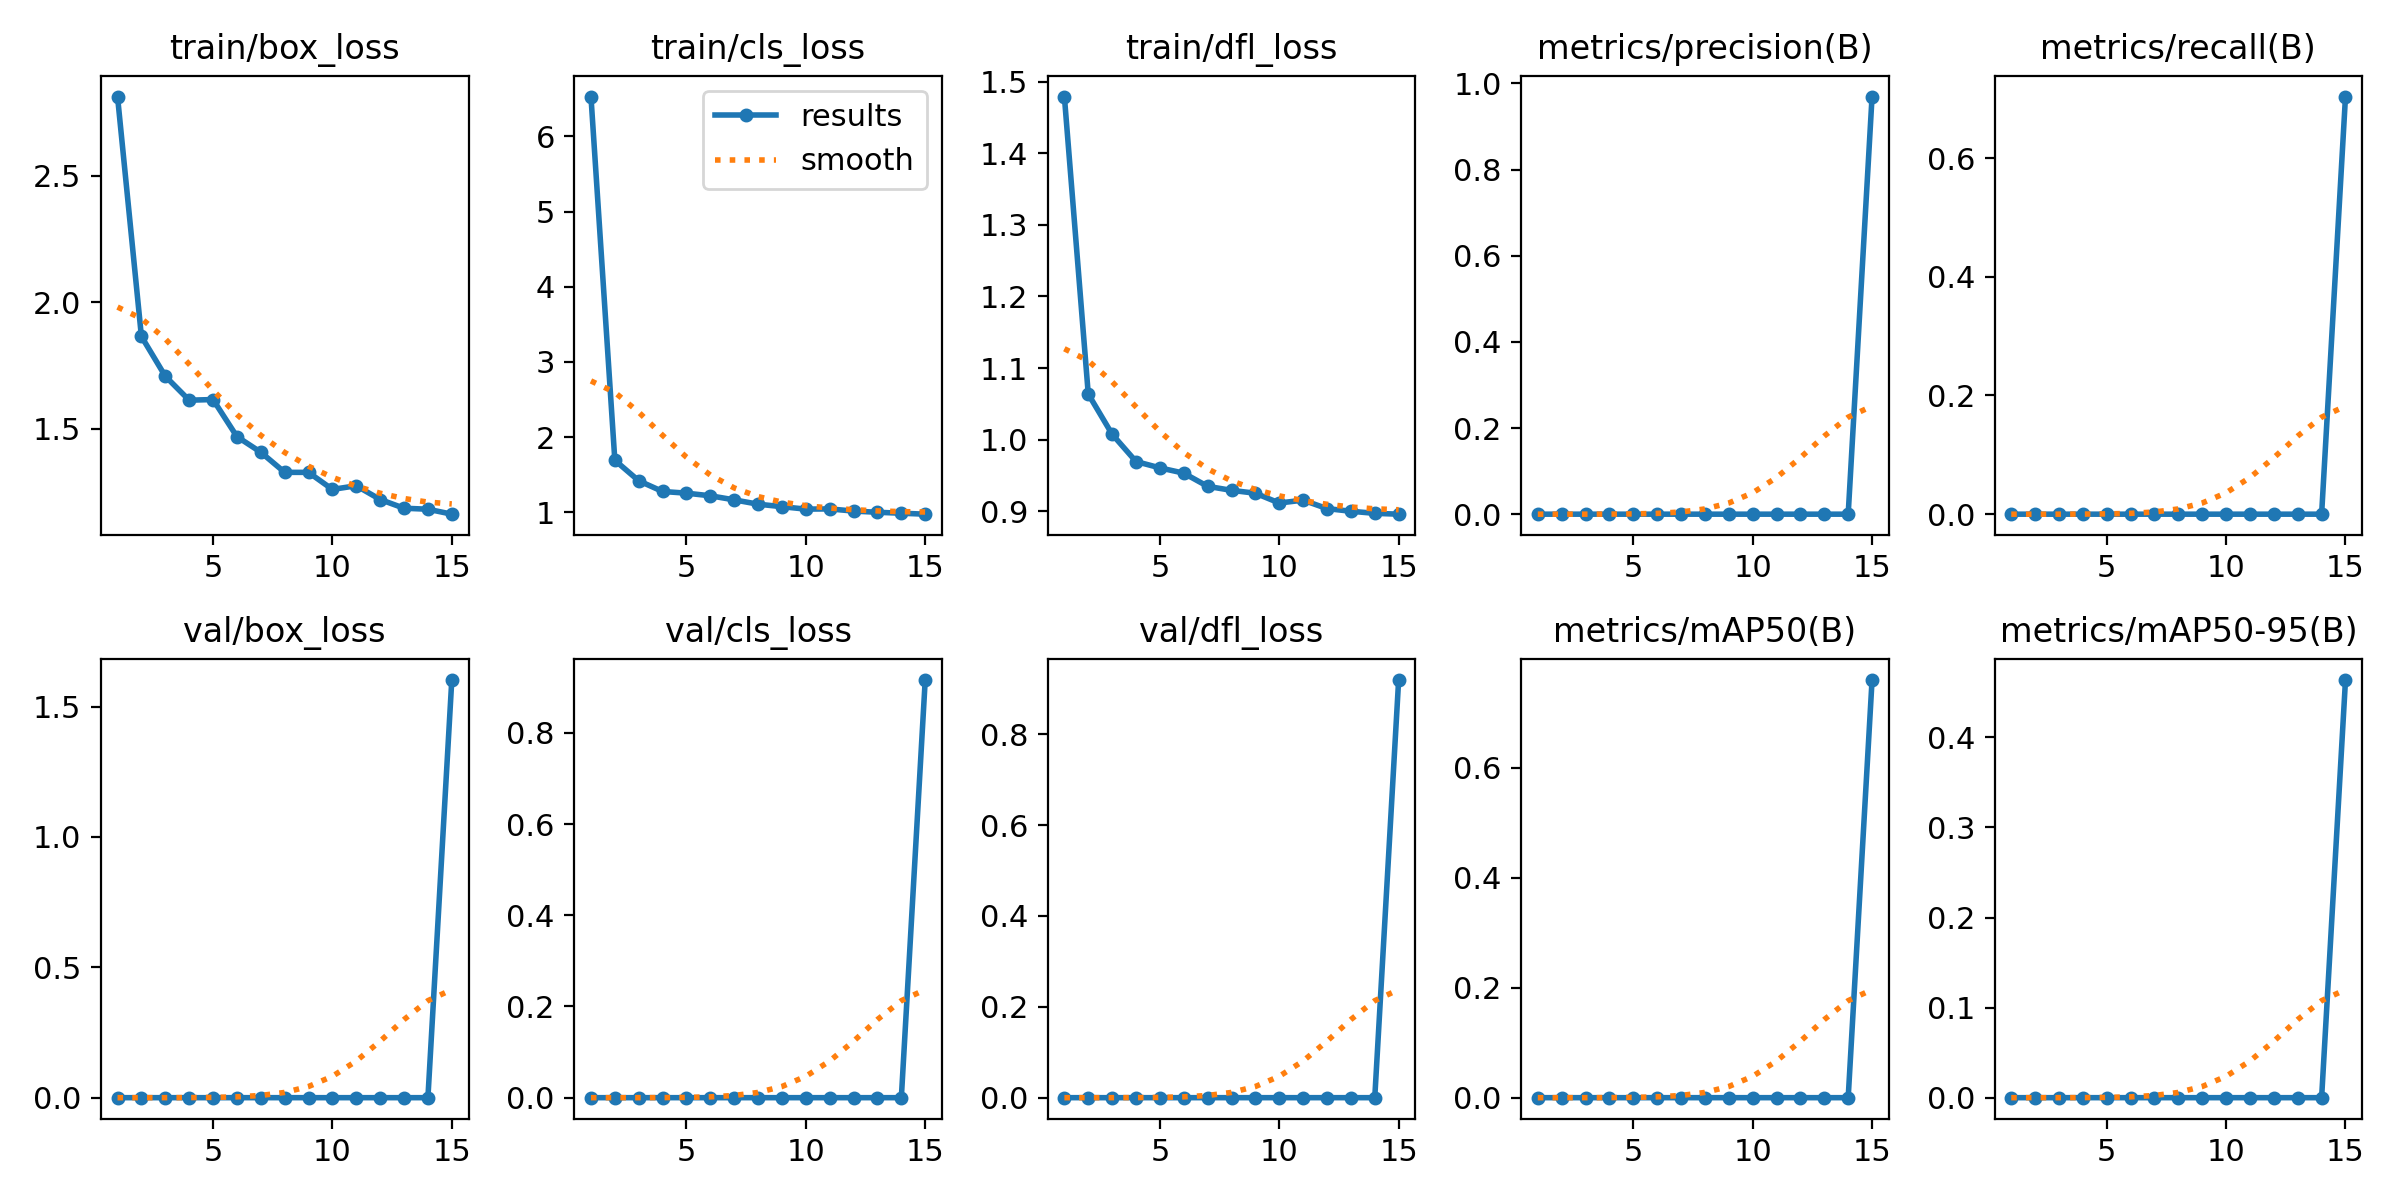 train/box_loss
2.5
2.0
1.5
5 10 15
train/cls_loss
results
smooth
6
5
4
3
2
1
5 10 15
train/dfl_loss
1.5
1.4
1.3
1.2
1.1
1.0
0.9
5 10 15
metrics/precision(B)
1.0
0.8
0.6
0.4
0.2
0.0
5 10 15
metrics/recall(B)
0.6
0.4
0.2
0.0
5 10 15
val/box_loss
1.5
1.0
0.5
0.0
5 10 15
val/cls_loss
0.8
0.6
0.4
0.2
0.0
5 10 15
val/dfl_loss
0.8
0.6
0.4
0.2
0.0
5 10 15
metrics/mAP50(B)
0.6
0.4
0.2
0.0
5 10 15
metrics/mAP50-95(B)
0.4
0.3
0.2
0.1
0.0
5 10 15